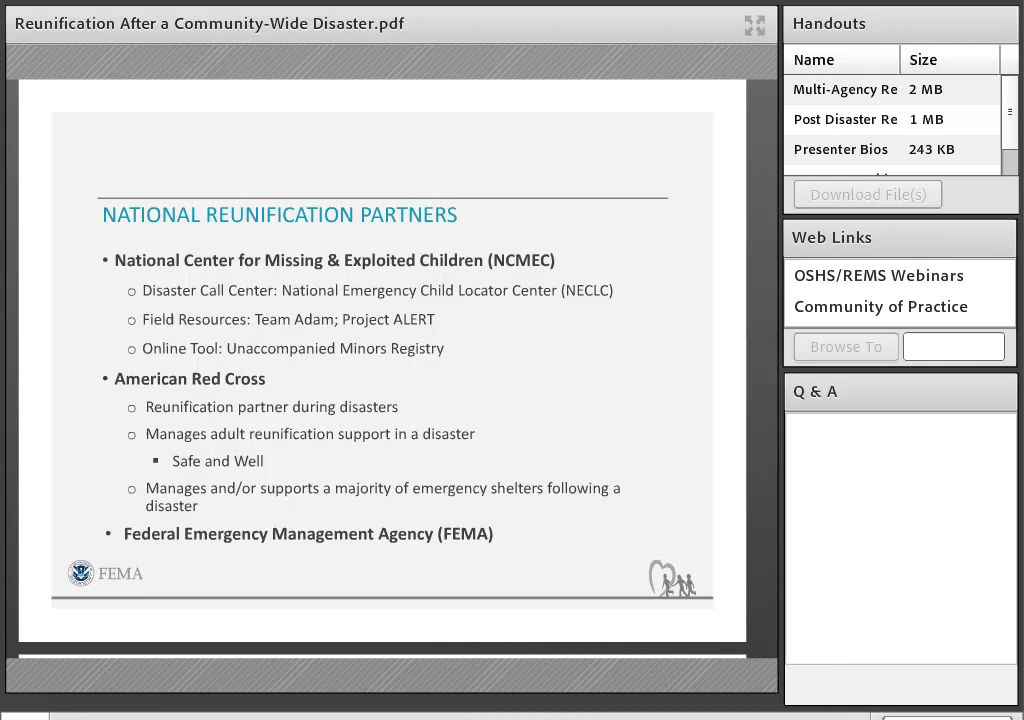 Reunification After a Community-Wide Disaster.pdf
NATIONAL REUNIFICATION PARTNERS
• National Center for Missing & Exploited Children (NCMEC)
o Disaster Call Center: National Emergency Child Locator Center (NECLC)
o Field Resources: Team Adam; Project ALERT
o Online Tool: Unaccompanied Minors Registry
• American Red Cross
o Reunification partner during disasters
o Manages adult reunification support in a disaster
▪ Safe and Well
o Manages and/or supports a majority of emergency shelters following a
disaster
• Federal Emergency Management Agency (FEMA)
FEMA
Handouts
Name Size
Multi-Agency Re 2 MB
Post Disaster Re 1 MB
Presenter Bios 243 KB
Download File(s)
Web Links
OSHS/REMS Webinars
Community of Practice
Browse To
Q & A